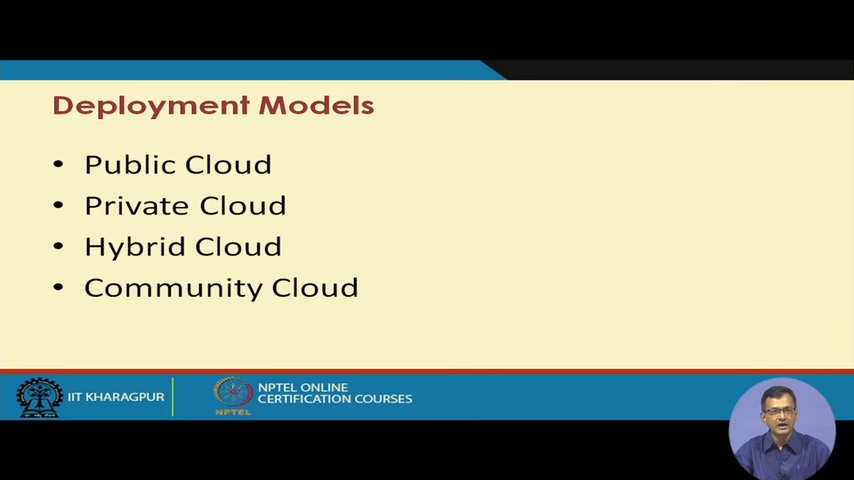 Deployment Models
• Public Cloud
• Private Cloud
• Hybrid Cloud
• Community Cloud
IIT KHARAGPUR
NPTEL
NPTEL ONLINE
CERTIFICATION COURSES